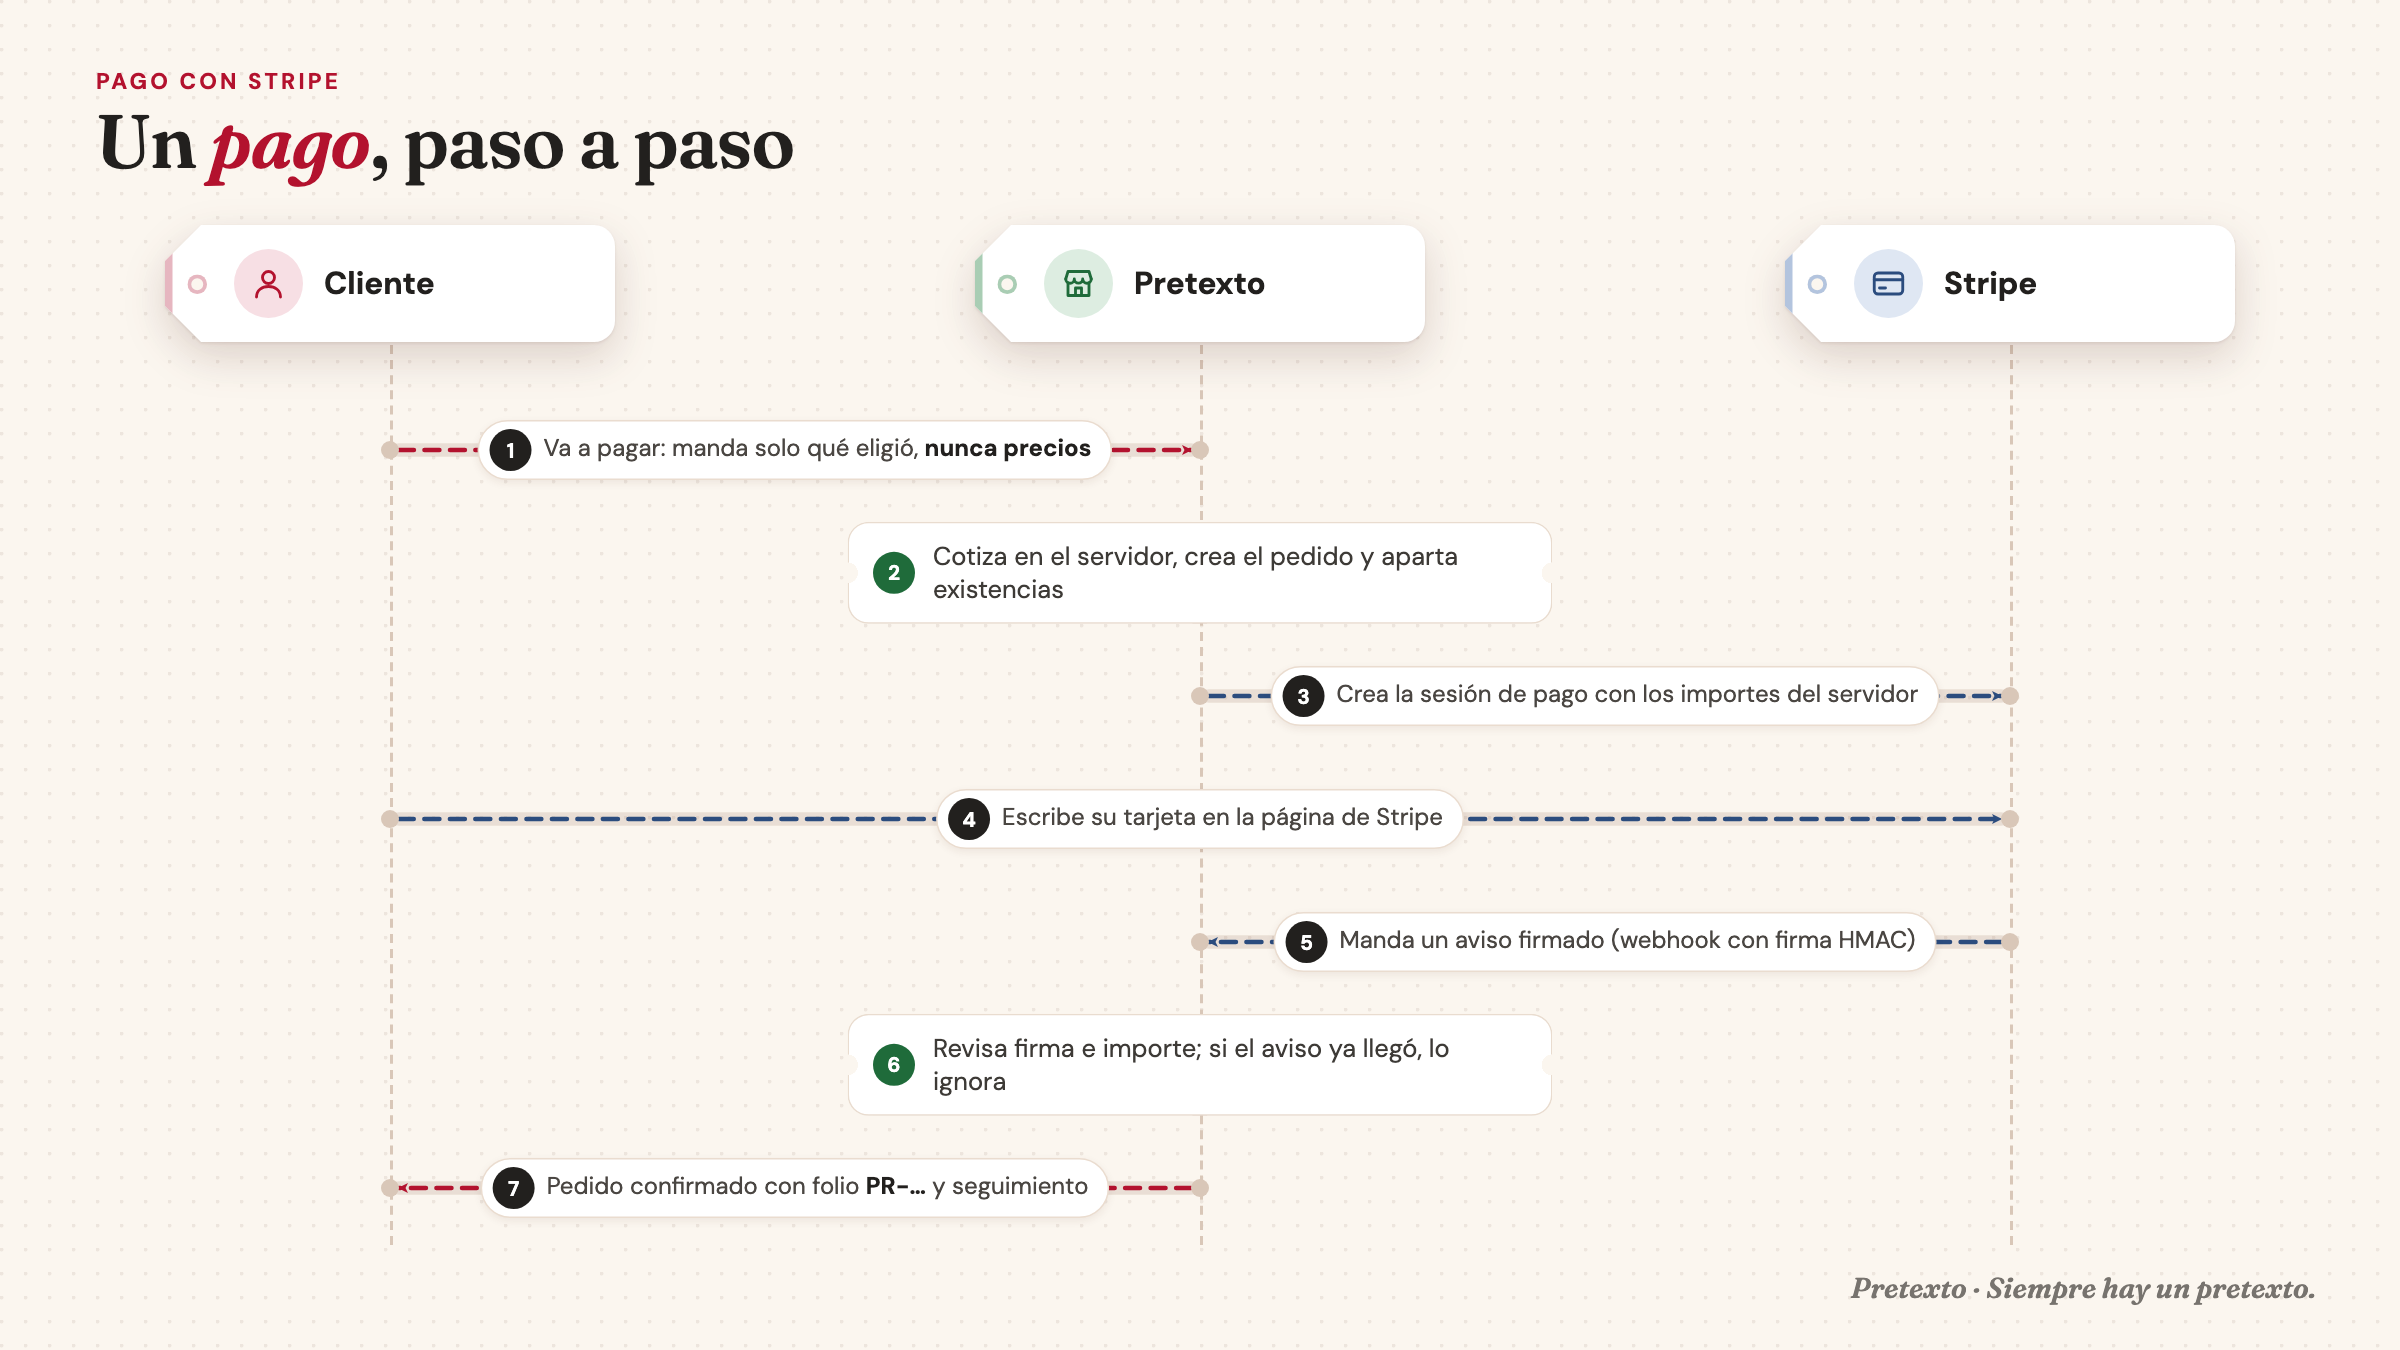 PAGO CON STRIPE
Un pago, paso a paso
Cliente
Pretexto
Stripe
1 Va a pagar: manda solo qué eligió, nunca precios
2 Cotiza en el servidor, crea el pedido y aparta
existencias
3 Crea la sesión de pago con los importes del servidor
4 Escribe su tarjeta en la página de Stripe
5 Manda un aviso firmado (webhook con firma HMAC)
6 Revisa firma e importe; si el aviso ya llegó, lo
ignora
7 Pedido confirmado con folio PR-... y seguimiento
Pretexto · Siempre hay un pretexto.